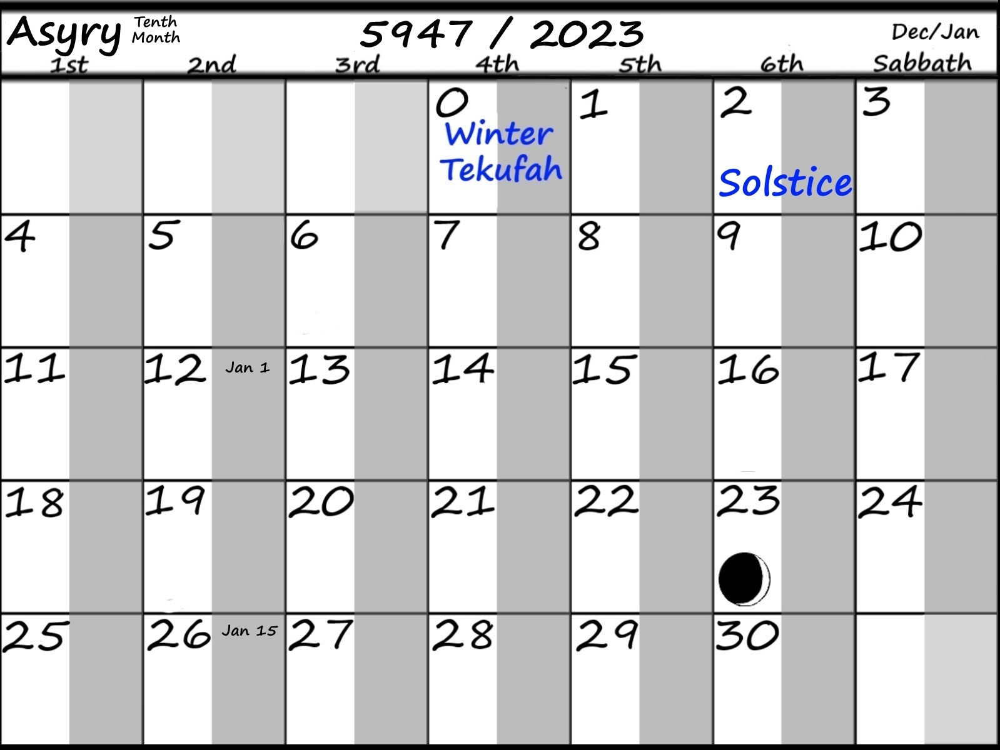 Asyry Tenth Month 5947 / 2023 Dec/Jan
1st 2nd 3rd 4th 5th 6th Sabbath
0 1 2 3
Winter
Tekufah
Solstice
4 5 6 7 8 9 10
11 12 Jan 1 13 14 15 16 17
18 19 20 21 22 23 24
25 26 Jan 15 27 28 29 30